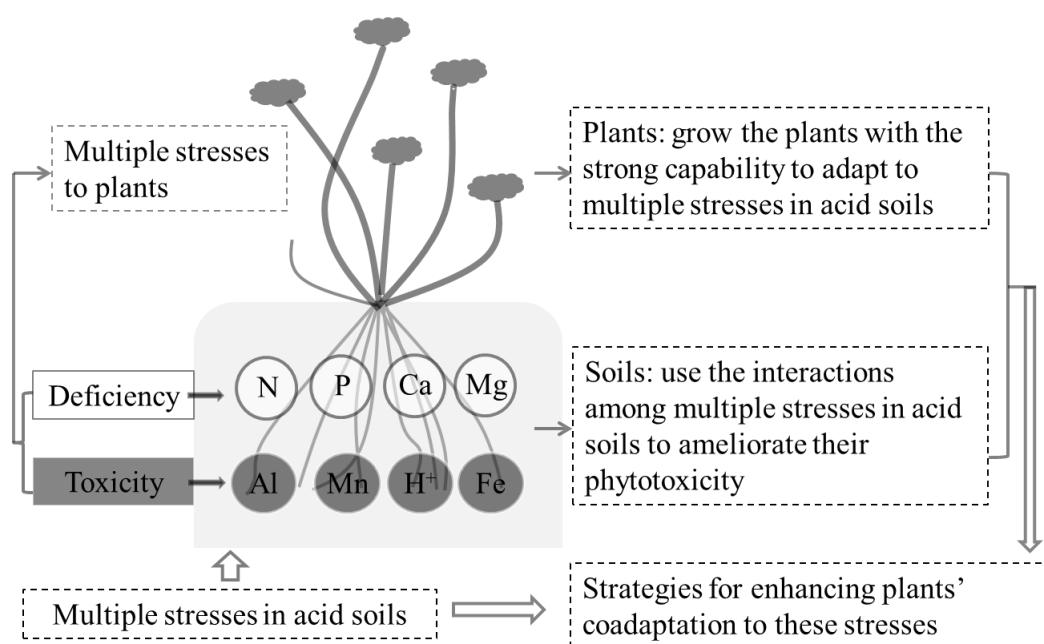 Multiple stresses
to plants
Plants: grow the plants with the
strong capability to adapt to
multiple stresses in acid soils
Deficiency
N
P
Ca
Mg
Toxicity
Al
Mn
H⁺
Fe
Soils: use the interactions
among multiple stresses in acid
soils to ameliorate their
phytotoxicity
Multiple stresses in acid soils
Strategies for enhancing plants’
coadaptation to these stresses